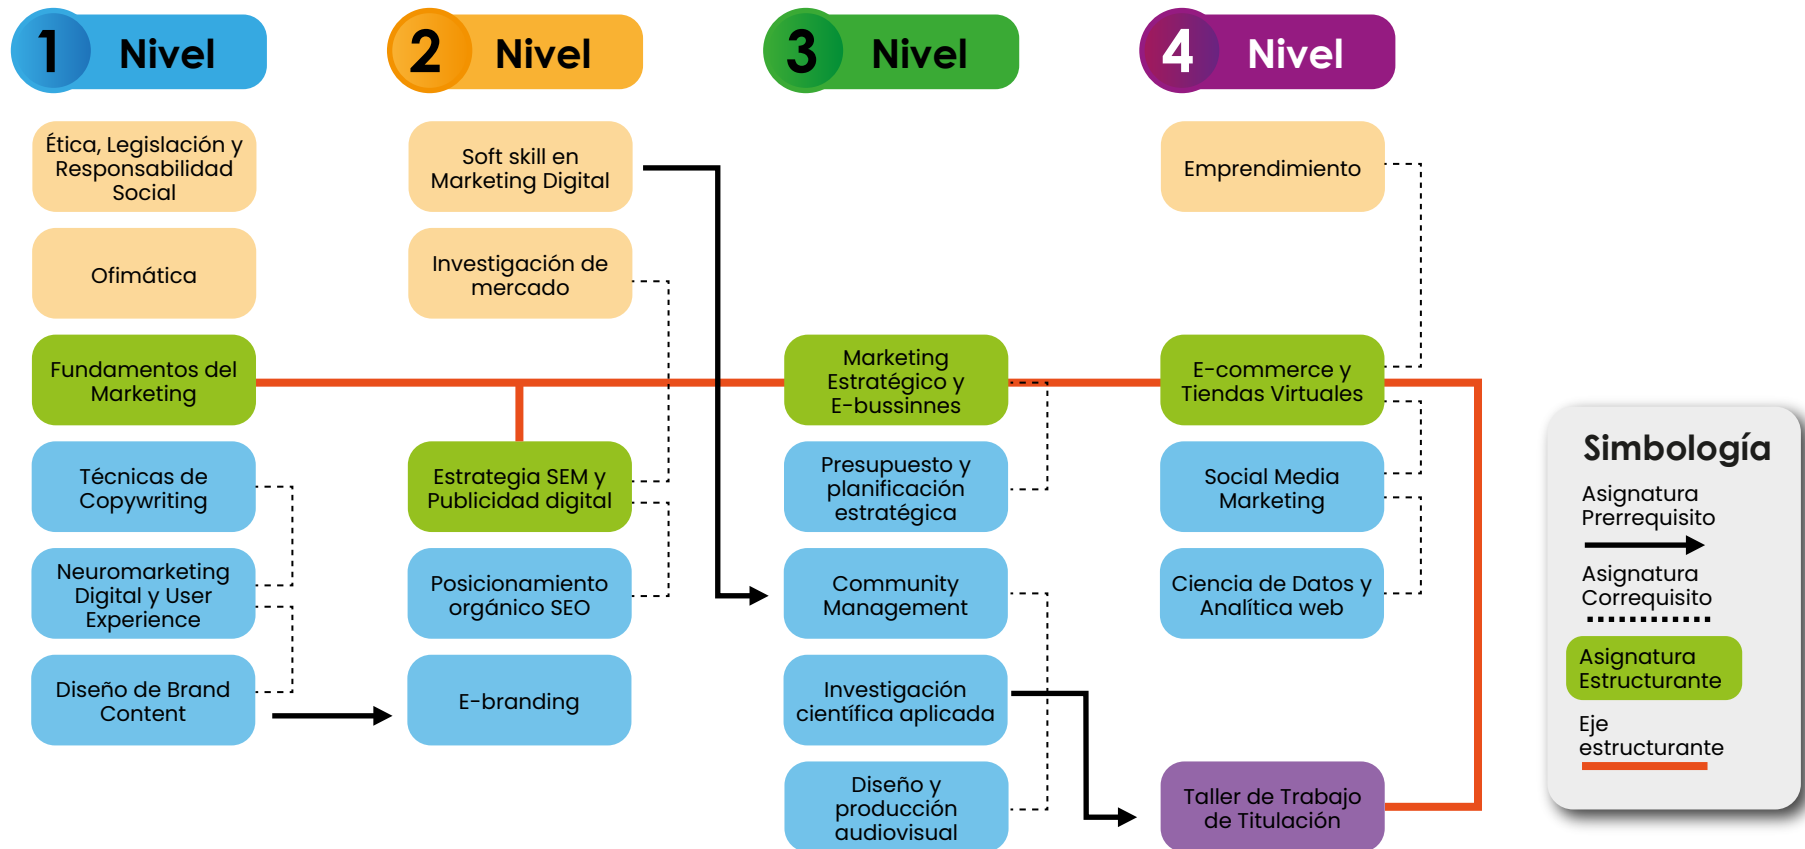 1 Nivel
2 Nivel
3 Nivel
4 Nivel
Ética, Legislación y
Responsabilidad
Social
Ofimática
Fundamentos del
Marketing
Técnicas de
Copywriting
Neuromarketing
Digital y User
Experience
Diseño de Brand
Content
Soft skill en
Marketing Digital
Investigación de
mercado
Estrategia SEM y
Publicidad digital
Posicionamiento
orgánico SEO
E-branding
Marketing
Estratégico y
E-bussinnes
Presupuesto y
planificación
estratégica
Community
Management
Investigación
científica aplicada
Diseño y
producción
audiovisual
Emprendimiento
E-commerce y
Tiendas Virtuales
Social Media
Marketing
Ciencia de Datos y
Analítica web
Taller de Trabajo
de Titulación
Simbología
Asignatura
Prerrequisito
Asignatura
Correquisito
Asignatura
Estructurante
Eje
estructurante